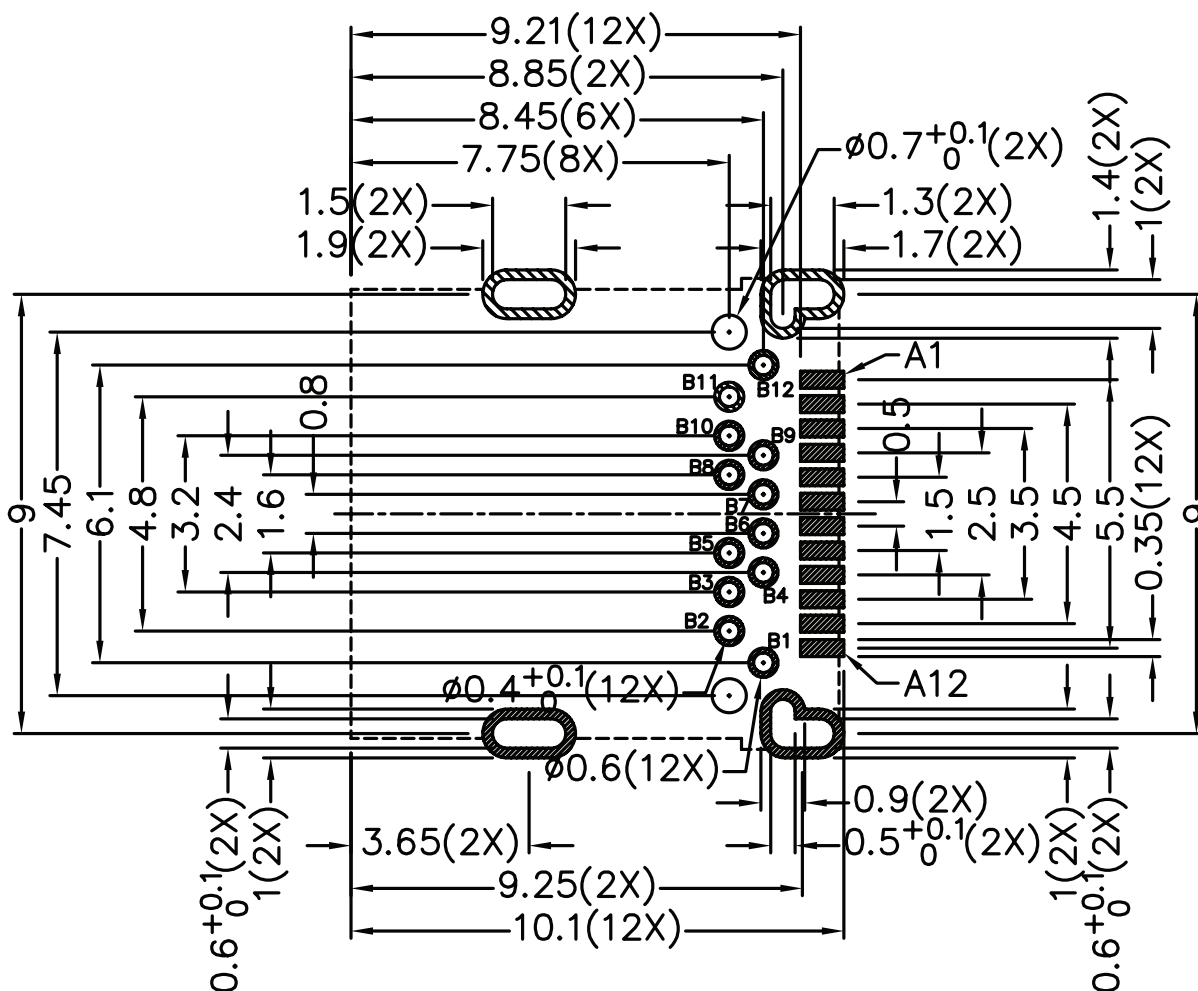 9.21(12X)
8.85(2X)
8.45(6X)
7.75(8X)
ø0.7+0.1 0(2X)
1.4(2X)
1(2X)
1.5(2X)
1.3(2X)
1.9(2X)
1.7(2X)
A1
B11
B12
0.8
0.5
B10
B9
B8
B7
B6
B5
B4
B3
B2
B1
9
7.45
6.1
4.8
3.2
2.4
1.6
1.5
2.5
3.5
4.5
5.5
0.35(12X)
9
ø0.4+0.1 0(12X)
A12
ø0.6(12X)
0.9(2X)
3.65(2X)
0.5+0.1 0(2X)
9.25(2X)
10.1(12X)
0.6+0.1 0(2X)
1(2X)
1(2X)
0.6+0.1 0(2X)